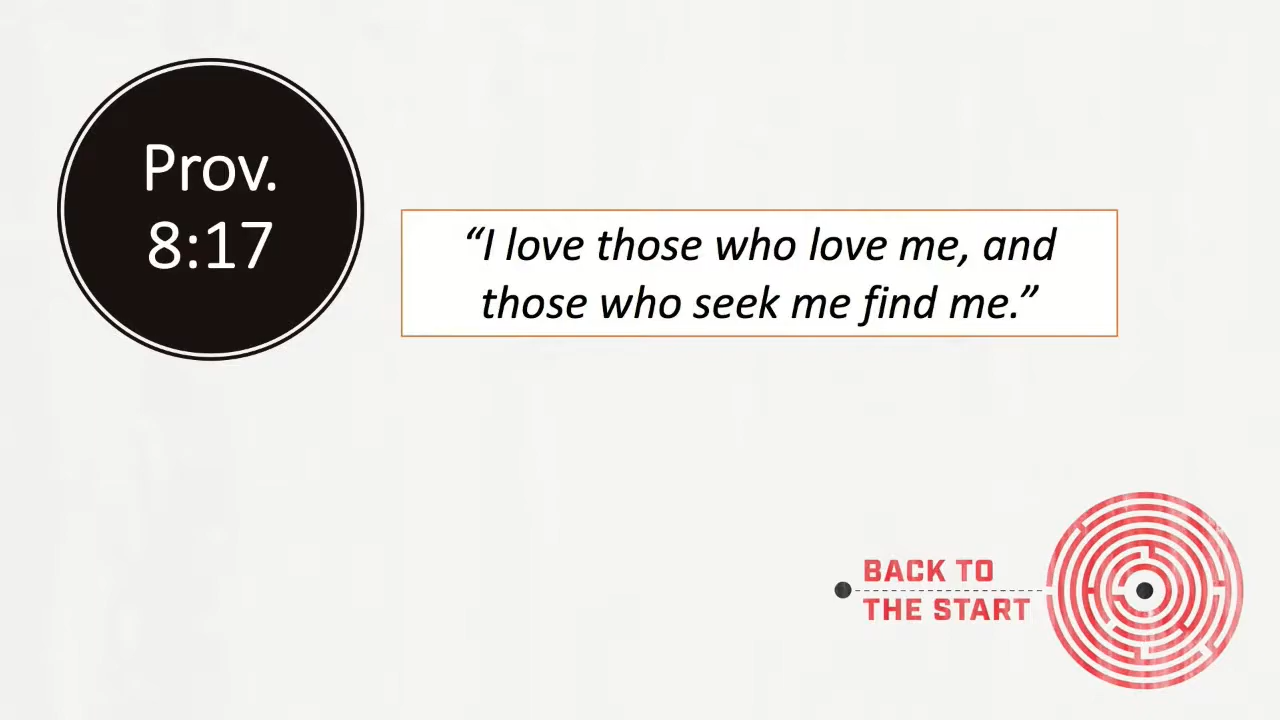 Prov.
8:17
“I love those who love me, and
those who seek me find me.”
BACK TO
THE START